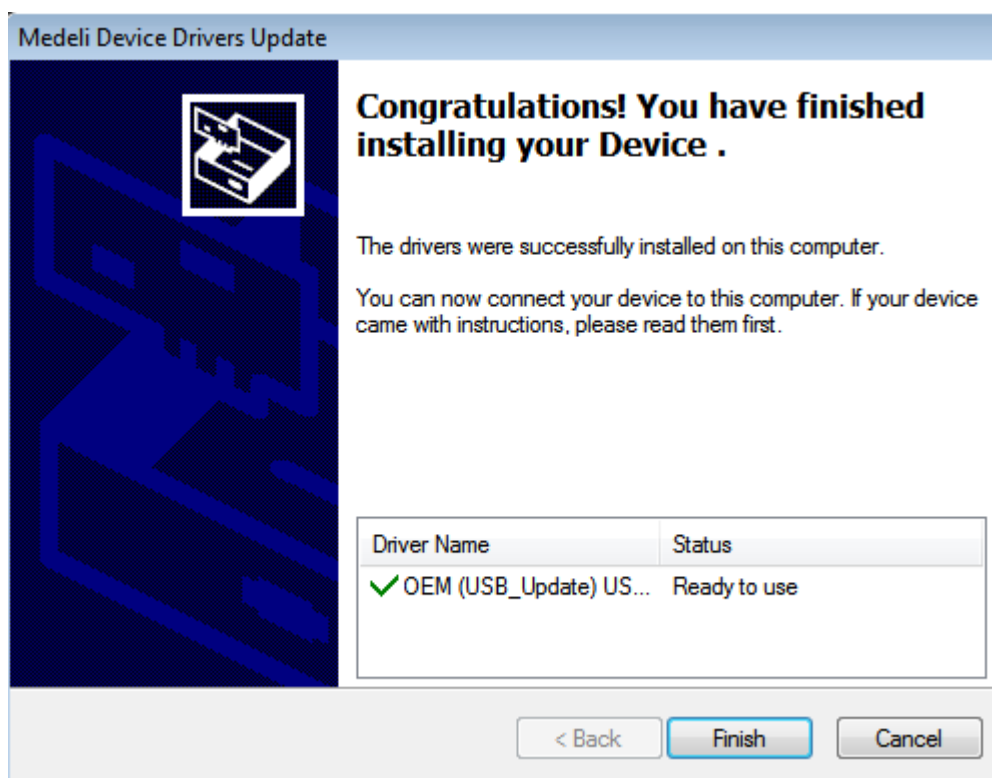 Medeli Device Drivers Update
Congratulations! You have finished
installing your Device .
The drivers were successfully installed on this computer.
You can now connect your device to this computer. If your device
came with instructions, please read them first.
Driver Name Status
OEM (USB_Update) US... Ready to use
< Back Finish Cancel